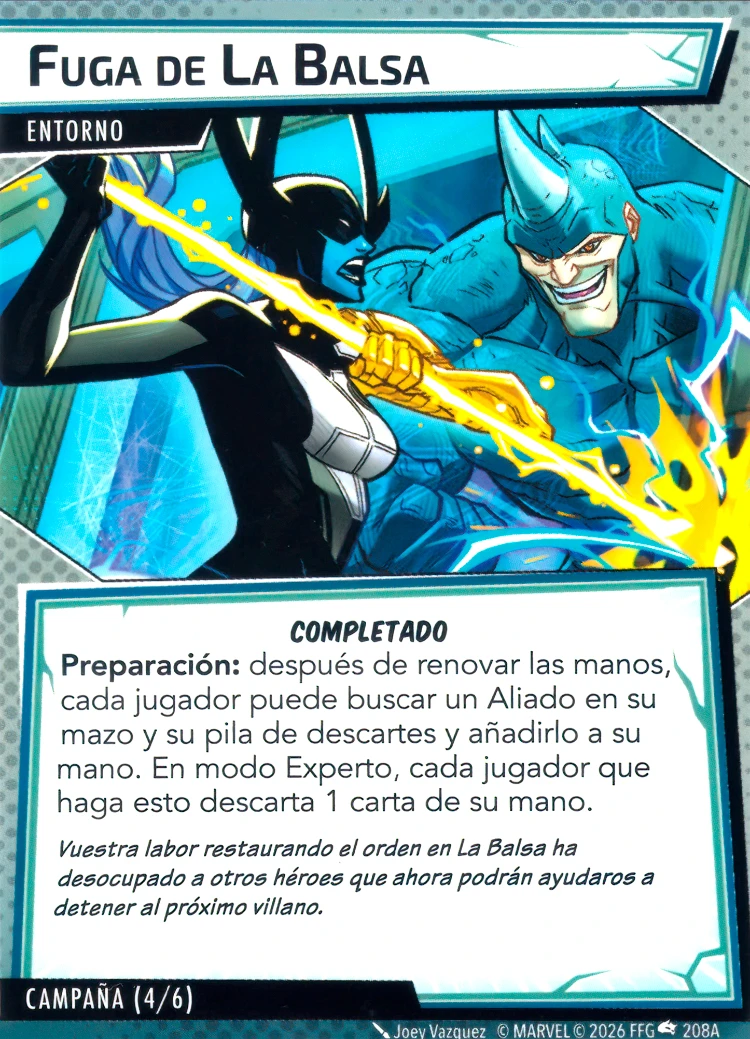 FUGA DE LA BALSA
ENTORNO
COMPLETADO
Preparación: después de renovar las manos,
cada jugador puede buscar un Aliado en su
mazo y su pila de descartes y añadirlo a su
mano. En modo Experto, cada jugador que
haga esto descarta 1 carta de su mano.
Vuestra labor restaurando el orden en La Balsa ha
desocupado a otros héroes que ahora podrán ayudaros a
detener al próximo villano.
CAMPAÑA (4/6)
Joey Vazquez © MARVEL © 2026 FFG 208A